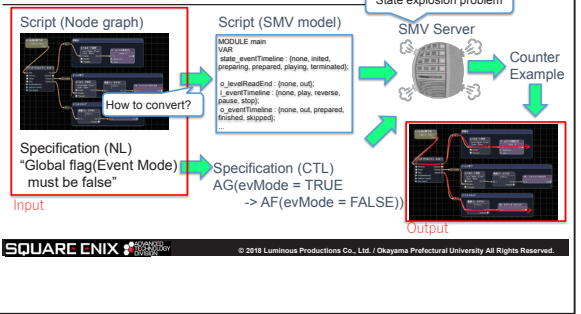 State explosion problem
Script (Node graph)
Script (SMV model)
SMV Server
Counter
Example
MODULE main
VAR
state_eventTimeline : {none, inited,
preparing, prepared, playing, terminated};
o_levelReadEnd : {none, out};
i_eventTimeline : {none, play, reverse,
pause, stop};
o_eventTimeline : {none, out, prepared,
finished, skipped};
...
How to convert?
Specification (NL)
“Global flag(Event Mode)
must be false”
Input
Specification (CTL)
AG(evMode = TRUE
-> AF(evMode = FALSE))
Output
SQUARE ENIX ADVANCED
TECHNOLOGY
DIVISION
© 2018 Luminous Productions Co., Ltd. / Okayama Prefectural University All Rights Reserved.